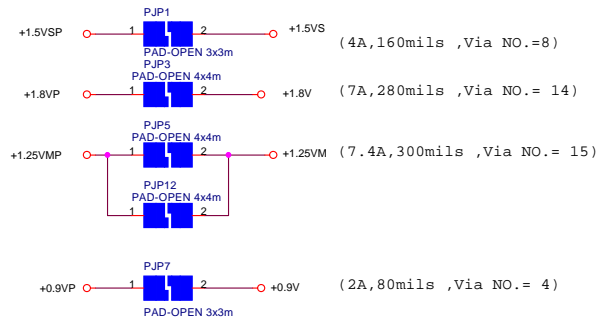 PJP1
+1.5VSP 1 2 +1.5VS (4A,160mils ,Via NO.=8)
PAD-OPEN 3x3m
PJP3
PAD-OPEN 4x4m
+1.8VP 1 2 +1.8V (7A,280mils ,Via NO.= 14)
PJP5
PAD-OPEN 4x4m
+1.25VMP 1 2 +1.25VM (7.4A,300mils ,Via NO.= 15)
PJP12
PAD-OPEN 4x4m
1 2
PJP7
+0.9VP 1 2 +0.9V (2A,80mils ,Via NO.= 4)
PAD-OPEN 3x3m